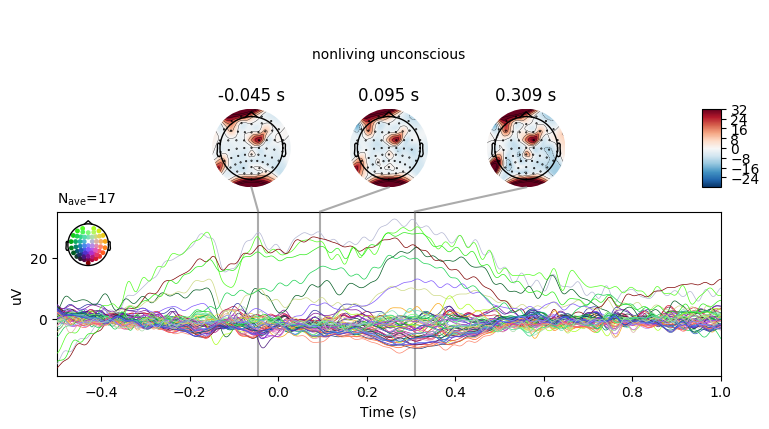 nonliving unconscious
-0.045 s 0.095 s 0.309 s
32
24
16
8
0
−8
−16
−24
Nave=17
20
0
uV
−0.4 −0.2 0.0 0.2 0.4 0.6 0.8 1.0
Time (s)